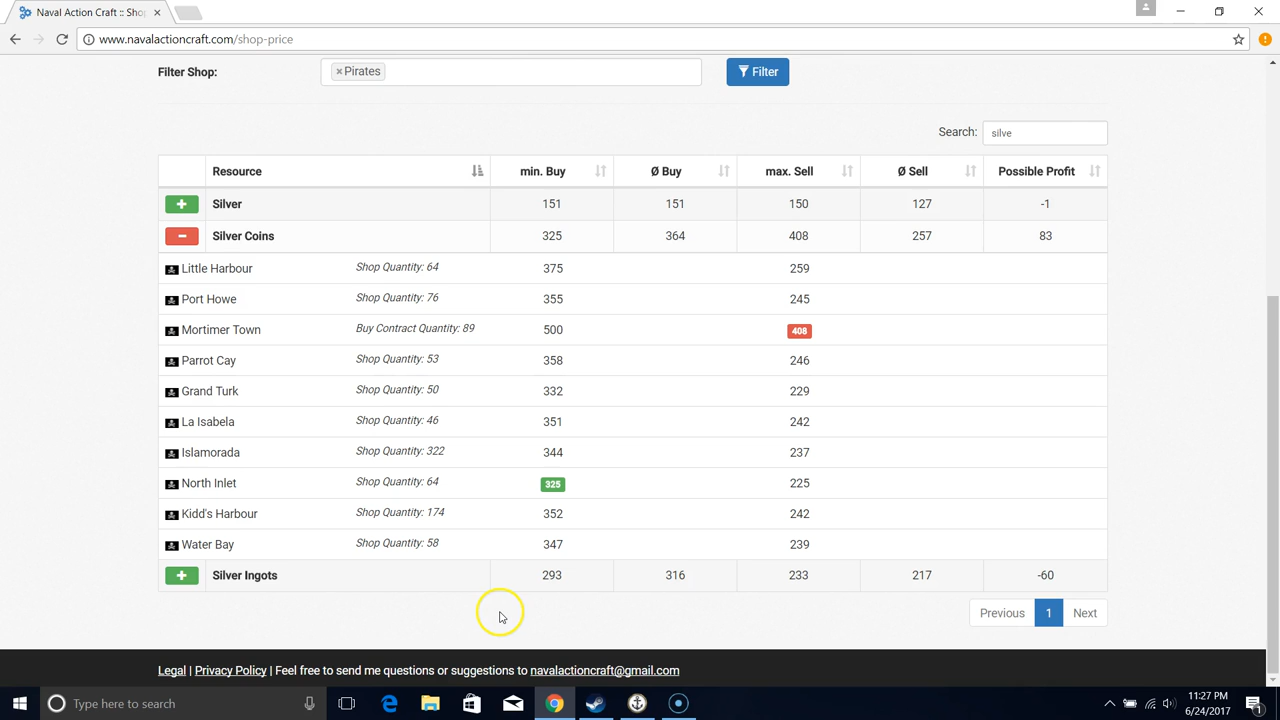 Naval Action Craft :: Sho
www.navalactioncraft.com/shop-price
Filter Shop: ×Pirates Filter
Search: silve
Resource min. Buy Ø Buy max. Sell Ø Sell Possible Profit
Silver 151 151 150 127 -1
Silver Coins 325 364 408 257 83
Little Harbour Shop Quantity: 64 375 259
Port Howe Shop Quantity: 76 355 245
Mortimer Town Buy Contract Quantity: 89 500 408
Parrot Cay Shop Quantity: 53 358 246
Grand Turk Shop Quantity: 50 332 229
La Isabela Shop Quantity: 46 351 242
Islamorada Shop Quantity: 322 344 237
North Inlet Shop Quantity: 64 325 225
Kidd's Harbour Shop Quantity: 174 352 242
Water Bay Shop Quantity: 58 347 239
Silver Ingots 293 316 233 217 -60
Previous 1 Next
Legal | Privacy Policy | Feel free to send me questions or suggestions to navalactioncraft@gmail.com
Type here to search
11:27 PM
6/24/2017
1